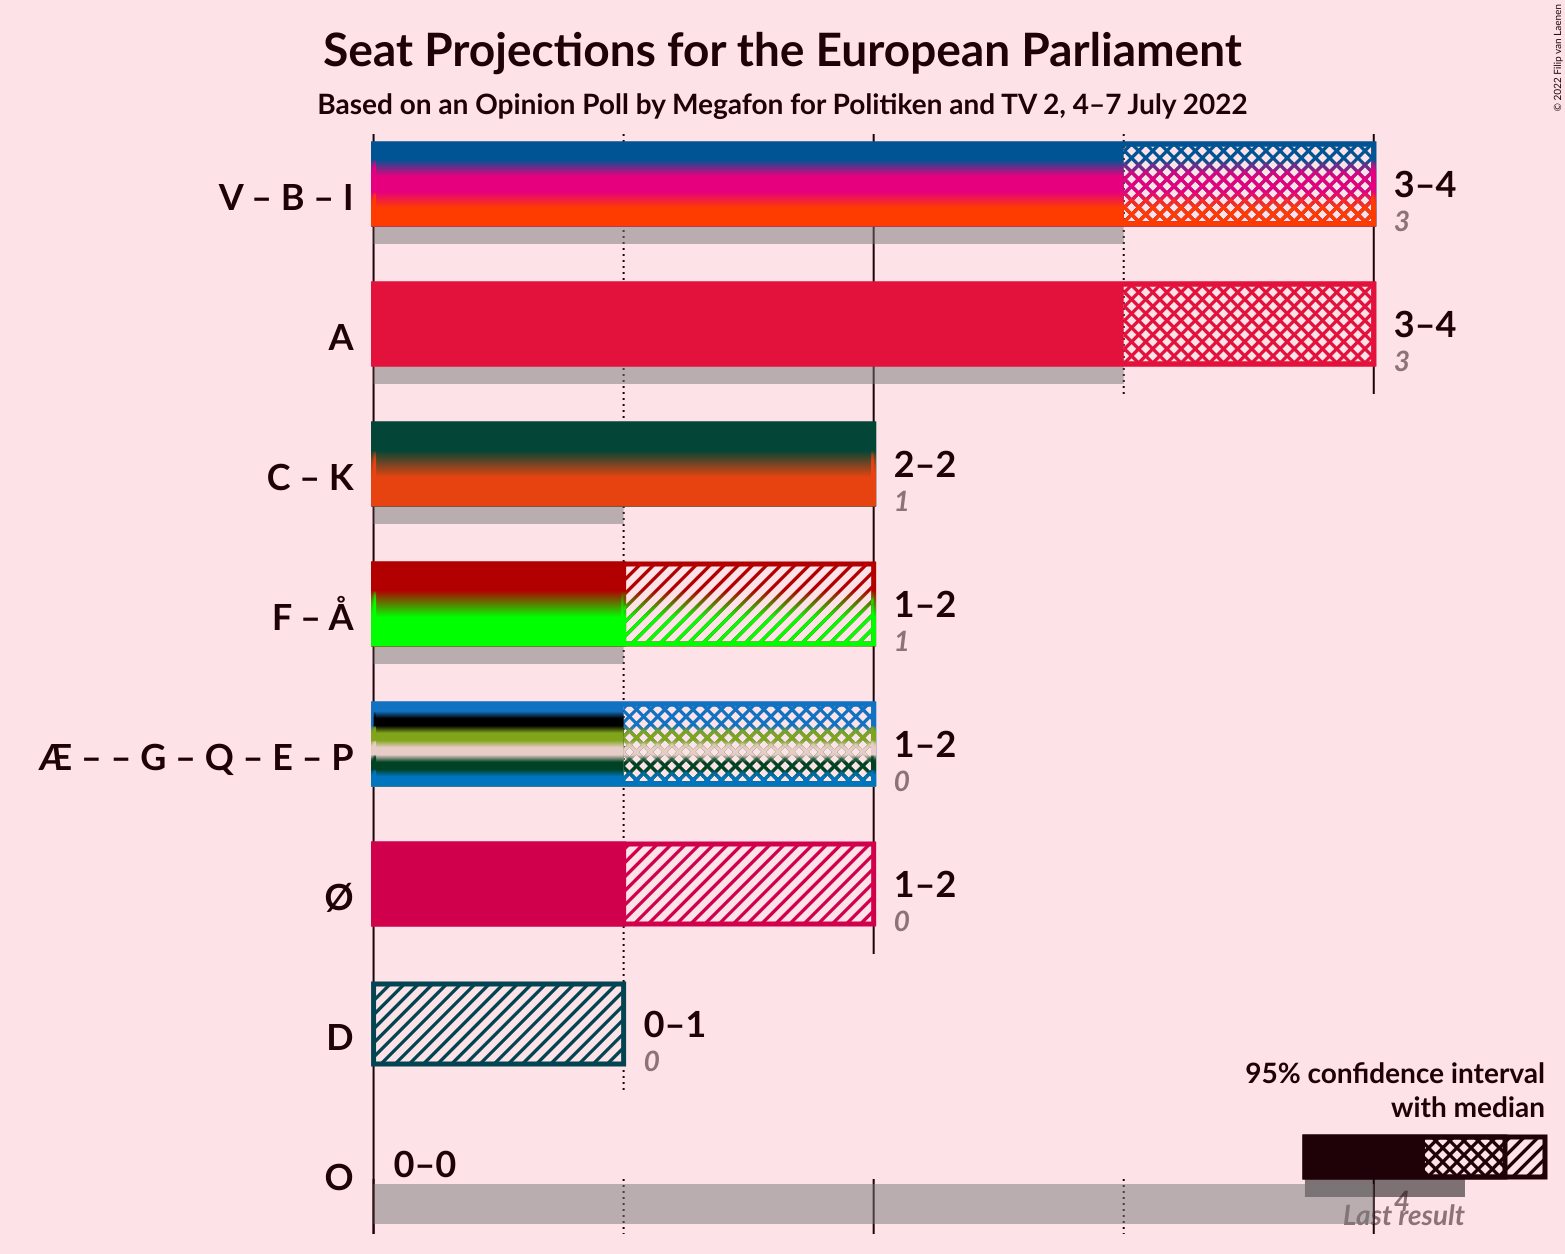 Seat Projections for the European Parliament
Based on an Opinion Poll by Megafon for Politiken and TV 2, 4–7 July 2022
© 2022 Filip van Laenen
V – B – I
3–4
3
A
3–4
3
C – K
2–2
1
F – Å
1–2
1
Æ – – G – Q – E – P
1–2
0
Ø
1–2
0
D
0–1
0
O
0–0
4
95% confidence interval
with median
Last result